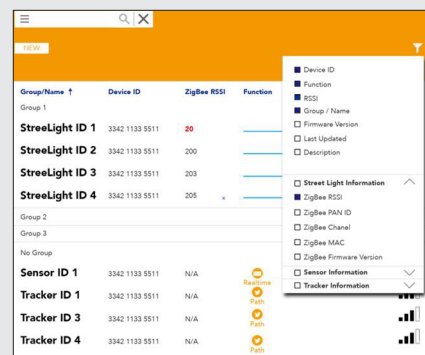 NEW
Device ID
Function
RSSI
Group / Name
Firmware Version
Last Updated
Description
Street Light Information
ZigBee RSSI
ZigBee PAN ID
ZigBee Chanel
ZigBee MAC
ZigBee Firmware Version
Sensor Information
Tracker Information
Group/Name ↑ Device ID ZigBee RSSI Function
Group 1
StreeLight ID 1 3342 1133 5511 20
StreeLight ID 2 3342 1133 5511 200
StreeLight ID 3 3342 1133 5511 203
StreeLight ID 4 3342 1133 5511 205
Group 2
Group 3
No Group
Sensor ID 1 3342 1133 5511 N/A Realtime
Tracker ID 1 3342 1133 5511 N/A Path
Tracker ID 3 3342 1133 5511 N/A Path
Tracker ID 4 3342 1133 5511 N/A Path